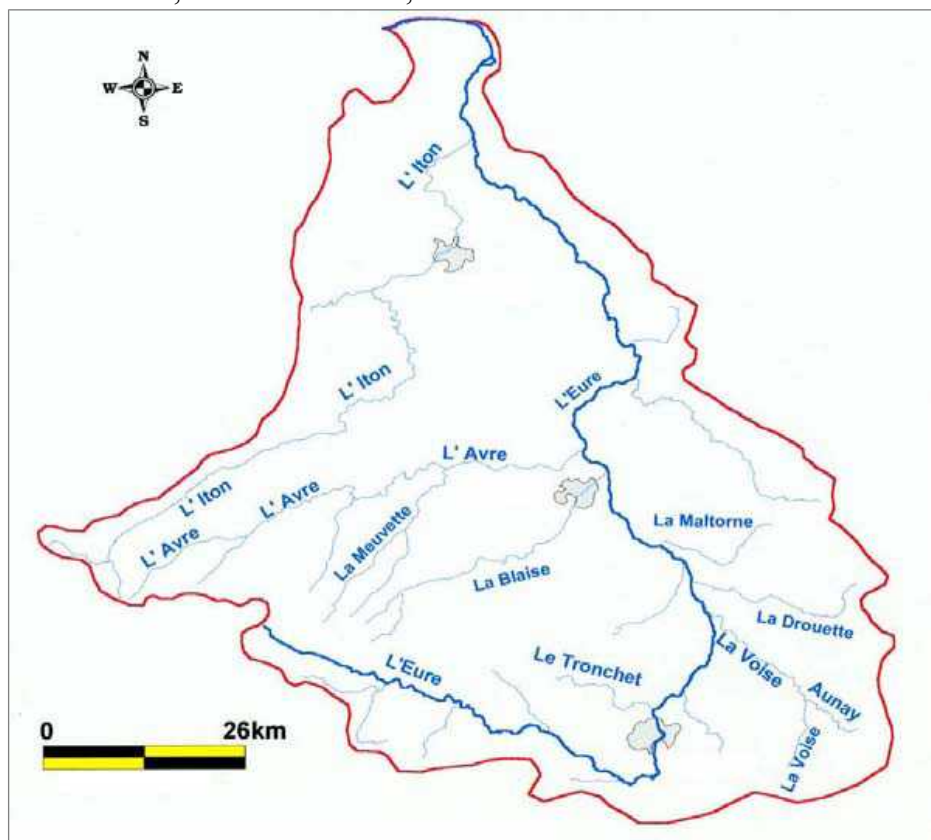 N
W E
S
L' Iton
L' Iton
L'Eure
L' Avre
L' Iton
L' Avre
L' Avre
La Meuvette
La Blaise
La Maltorne
La Drouette
L'Eure
Le Tronchet
La Voise
Aunay
La Voise
0 26km